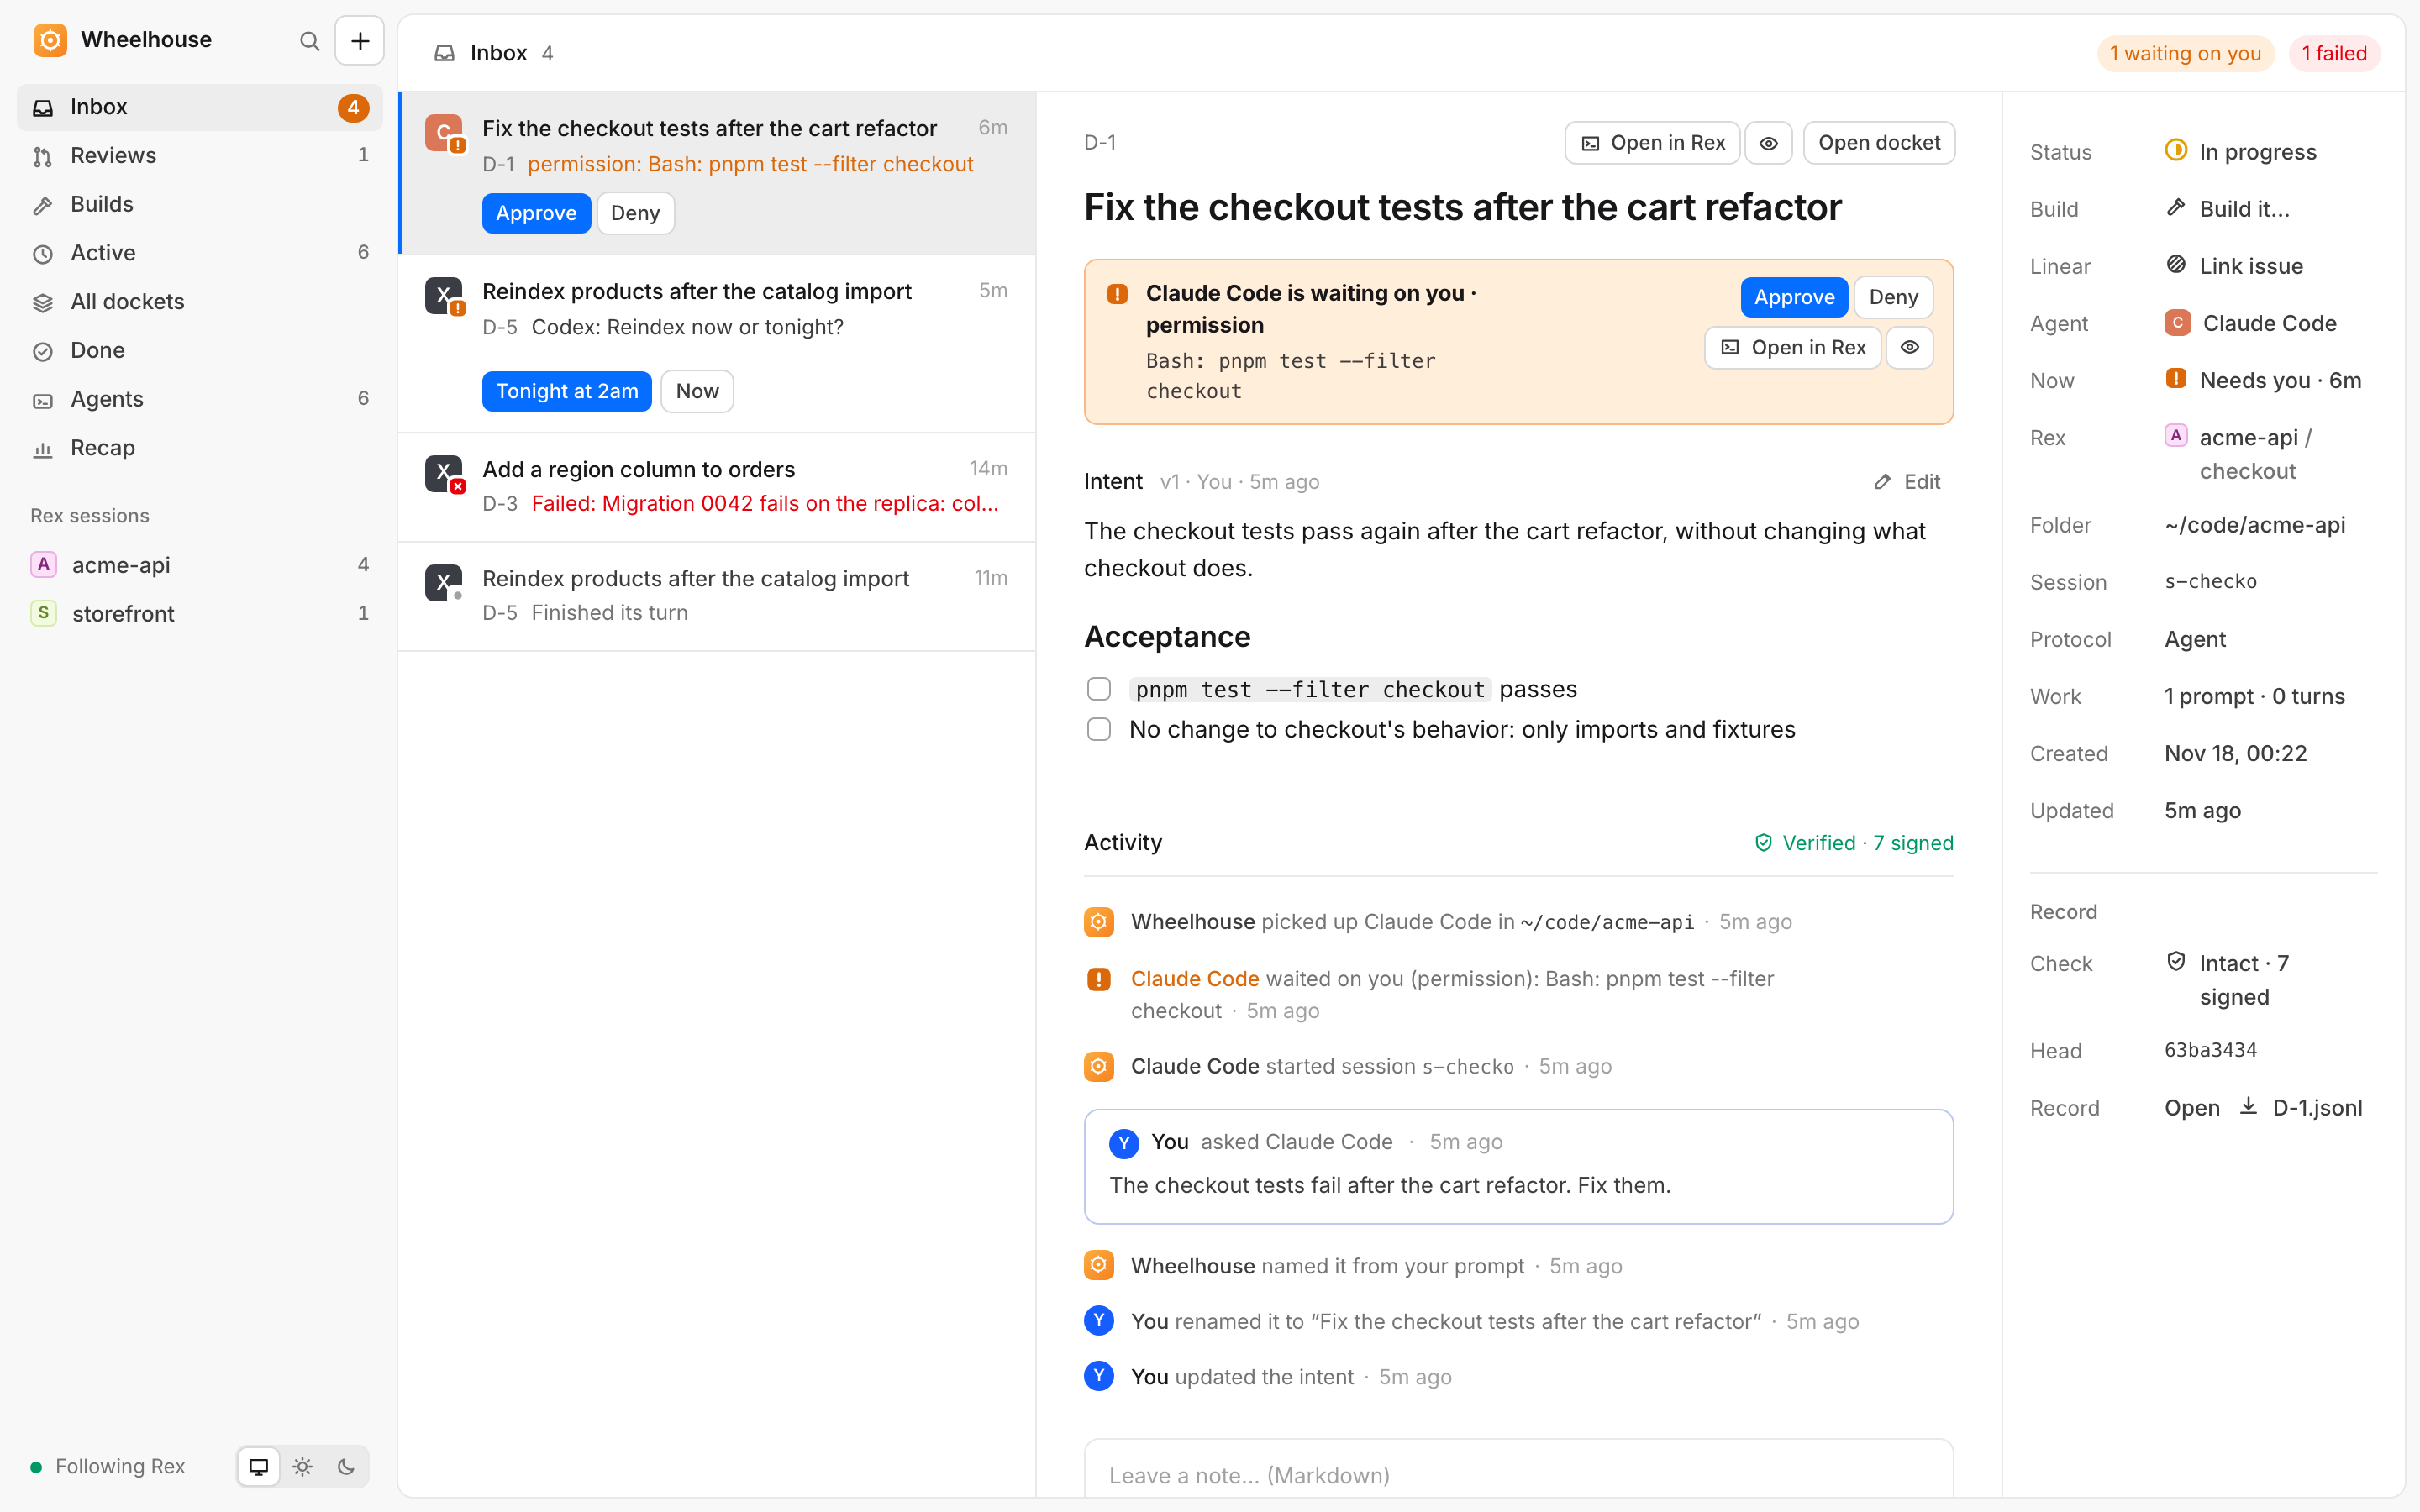 Wheelhouse
Inbox 4
Reviews 1
Builds
Active 6
All dockets
Done
Agents 6
Recap
Rex sessions
A acme-api 4
S storefront 1
Following Rex
Inbox 4
1 waiting on you
1 failed
C Fix the checkout tests after the cart refactor 6m
D-1 permission: Bash: pnpm test --filter checkout
Approve Deny
X Reindex products after the catalog import 5m
D-5 Codex: Reindex now or tonight?
Tonight at 2am Now
X Add a region column to orders 14m
D-3 Failed: Migration 0042 fails on the replica: col...
X Reindex products after the catalog import 11m
D-5 Finished its turn
D-1 Open in Rex Open docket
Fix the checkout tests after the cart refactor
Claude Code is waiting on you ·
permission
Bash: pnpm test --filter
checkout
Approve Deny
Open in Rex
Intent v1 · You · 5m ago Edit
The checkout tests pass again after the cart refactor, without changing what
checkout does.
Acceptance
pnpm test --filter checkout passes
No change to checkout's behavior: only imports and fixtures
Activity Verified · 7 signed
Wheelhouse picked up Claude Code in ~/code/acme-api · 5m ago
Claude Code waited on you (permission): Bash: pnpm test --filter
checkout · 5m ago
Claude Code started session s-checko · 5m ago
Y You asked Claude Code · 5m ago
The checkout tests fail after the cart refactor. Fix them.
Wheelhouse named it from your prompt · 5m ago
Y You renamed it to “Fix the checkout tests after the cart refactor” · 5m ago
Y You updated the intent · 5m ago
Leave a note... (Markdown)
Status In progress
Build Build it...
Linear Link issue
Agent C Claude Code
Now Needs you · 6m
Rex A acme-api /
checkout
Folder ~/code/acme-api
Session s-checko
Protocol Agent
Work 1 prompt · 0 turns
Created Nov 18, 00:22
Updated 5m ago
Record
Check Intact · 7
signed
Head 63ba3434
Record Open D-1.jsonl